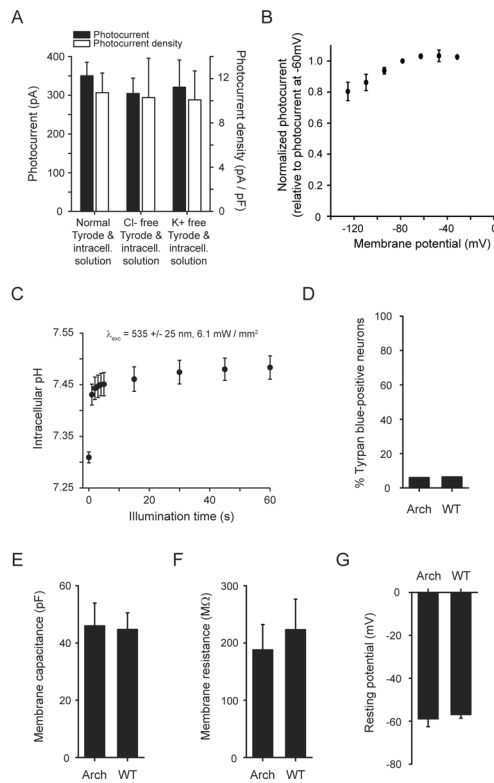 A
Photocurrent
Photocurrent density
Photocurrent (pA)
400
300
200
100
0
Photocurrent density (pA / pF)
12
8
4
0
Normal Tyrode & intracell. solution
Cl- free Tyrode & intracell. solution
K+ free Tyrode & intracell. solution
B
Normalized photocurrent
(relative to photocurrent at -60mV)
1.0
0.8
0.6
0.4
0.2
0
-120
-80
-40
0
Membrane potential (mV)
C
λexc = 535 +/- 25 nm, 6.1 mW / mm²
Intracellular pH
7.55
7.45
7.35
7.25
0
20
40
60
Illumination time (s)
D
% Tyrpan blue-positive neurons
100
80
60
40
20
0
Arch
WT
E
Membrane capacitance (pF)
60
40
20
0
Arch
WT
F
Membrane resistance (MΩ)
300
200
100
0
Arch
WT
G
Arch
WT
Resting potential (mV)
0
-20
-40
-60
-80